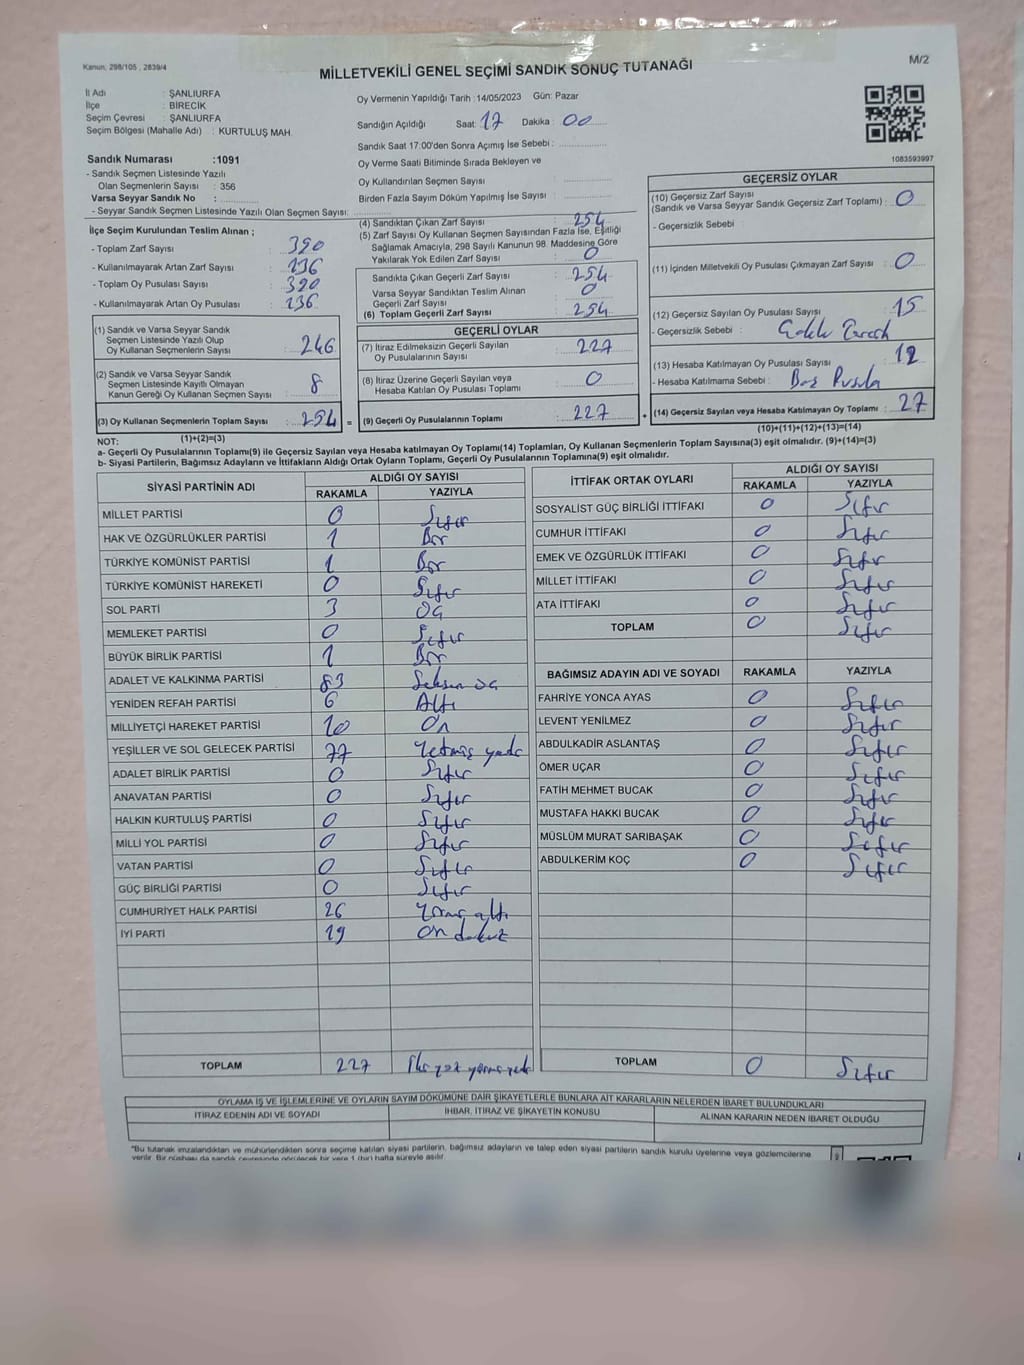 Kanun, 298/105 , 2839/4
M/2
MİLLETVEKİLİ GENEL SEÇİMİ SANDIK SONUÇ TUTANAĞI
İl Adı : ŞANLIURFA
İlçe : BİRECİK
Seçim Çevresi : ŞANLIURFA
Seçim Bölgesi (Mahalle Adı) : KURTULUŞ MAH.
Sandık Numarası :1091
- Sandık Seçmen Listesinde Yazılı
Olan Seçmenlerin Sayısı : 356
Varsa Seyyar Sandık No :
- Seyyar Sandık Seçmen Listesinde Yazılı Olan Seçmen Sayısı:
Oy Vermenin Yapıldığı Tarih :14/05/2023 Gün: Pazar
Sandığın Açıldığı Saat: 17 Dakika : 00
Sandık Saat 17:00'den Sonra Açımış İse Sebebi :
Oy Verme Saati Bitiminde Sırada Bekleyen ve
Oy Kullandırılan Seçmen Sayısı :
Birden Fazla Sayım Döküm Yapılmış İse Sayısı :
1083593997
İlçe Seçim Kurulundan Teslim Alınan ;
- Toplam Zarf Sayısı : 390
- Kullanılmayarak Artan Zarf Sayısı : 136
- Toplam Oy Pusulası Sayısı : 390
- Kullanılmayarak Artan Oy Pusulası : 136
(4) Sandıktan Çıkan Zarf Sayısı : 254
(5) Zarf Sayısı Oy Kullanan Seçmen Sayısından Fazla İse, Eşitliği
Sağlamak Amacıyla, 298 Sayılı Kanunun 98. Maddesine Göre
Yakılarak Yok Edilen Zarf Sayısı : 0
Sandıkta Çıkan Geçerli Zarf Sayısı : 254
Varsa Seyyar Sandıktan Teslim Alınan
Geçerli Zarf Sayısı : 0
(6) Toplam Geçerli Zarf Sayısı : 254
GEÇERSİZ OYLAR
(10) Geçersiz Zarf Sayısı
(Sandık ve Varsa Seyyar Sandık Geçersiz Zarf Toplamı) : 0
- Geçersizlik Sebebi
(11) İçinden Milletvekili Oy Pusulası Çıkmayan Zarf Sayısı : 0
(12) Geçersiz Sayılan Oy Pusulası Sayısı : 15
- Geçersizlik Sebebi :
(13) Hesaba Katılmayan Oy Pusulası Sayısı : 12
- Hesaba Katılmama Sebebi : Boş Pusula
(14) Geçersiz Sayılan veya Hesaba Katılmayan Oy Toplamı : 27
(10)+(11)+(12)+(13)=(14)
(1) Sandık ve Varsa Seyyar Sandık
Seçmen Listesinde Yazılı Olup
Oy Kullanan Seçmenlerin Sayısı : 246
(2) Sandık ve Varsa Seyyar Sandık
Seçmen Listesinde Kayıtlı Olmayan
Kanun Gereği Oy Kullanan Seçmen Sayısı : 8
(3) Oy Kullanan Seçmenlerin Toplam Sayısı : 254 =
(1)+(2)=(3)
GEÇERLİ OYLAR
(7) İtiraz Edilmeksizin Geçerli Sayılan
Oy Pusulalarının Sayısı : 227
(8) İtiraz Üzerine Geçerli Sayılan veya
Hesaba Katılan Oy Pusulası Toplamı : 0
(9) Geçerli Oy Pusulalarının Toplamı : 227 +
NOT:
a- Geçerli Oy Pusulalarının Toplamı(9) ile Geçersiz Sayılan veya Hesaba katılmayan Oy Toplamı(14) Toplamları, Oy Kullanan Seçmenlerin Toplam Sayısına(3) eşit olmalıdır. (9)+(14)=(3)
b- Siyasi Partilerin, Bağımsız Adayların ve İttifakların Aldığı Ortak Oyların Toplamı, Geçerli Oy Pusulalarının Toplamına(9) eşit olmalıdır.
SİYASİ PARTİNİN ADI ALDIĞI OY SAYISI
RAKAMLA YAZIYLA
MİLLET PARTİSİ 0 Sıfır
HAK VE ÖZGÜRLÜKLER PARTİSİ 1 Bir
TÜRKİYE KOMÜNİST PARTİSİ 1 Bir
TÜRKİYE KOMÜNİST HAREKETİ 0 Sıfır
SOL PARTİ 3 Üç
MEMLEKET PARTİSİ 0 Sıfır
BÜYÜK BİRLİK PARTİSİ 1 Bir
ADALET VE KALKINMA PARTİSİ 83 Seksen üç
YENİDEN REFAH PARTİSİ 6 Altı
MİLLİYETÇİ HAREKET PARTİSİ 10 On
YEŞİLLER VE SOL GELECEK PARTİSİ 77 Yetmiş yedi
ADALET BİRLİK PARTİSİ 0 Sıfır
ANAVATAN PARTİSİ 0 Sıfır
HALKIN KURTULUŞ PARTİSİ 0 Sıfır
MİLLİ YOL PARTİSİ 0 Sıfır
VATAN PARTİSİ 0 Sıfır
GÜÇ BİRLİĞİ PARTİSİ 0 Sıfır
CUMHURİYET HALK PARTİSİ 26 Yirmi altı
İYİ PARTİ 19 On dokuz
TOPLAM 227 İki yüz yirmi yedi
İTTİFAK ORTAK OYLARI ALDIĞI OY SAYISI
RAKAMLA YAZIYLA
SOSYALİST GÜÇ BİRLİĞİ İTTİFAKI 0 Sıfır
CUMHUR İTTİFAKI 0 Sıfır
EMEK VE ÖZGÜRLÜK İTTİFAKI 0 Sıfır
MİLLET İTTİFAKI 0 Sıfır
ATA İTTİFAKI 0 Sıfır
TOPLAM 0 Sıfır
BAĞIMSIZ ADAYIN ADI VE SOYADI RAKAMLA YAZIYLA
FAHRİYE YONCA AYAS 0 Sıfır
LEVENT YENİLMEZ 0 Sıfır
ABDULKADİR ASLANTAŞ 0 Sıfır
ÖMER UÇAR 0 Sıfır
FATİH MEHMET BUCAK 0 Sıfır
MUSTAFA HAKKI BUCAK 0 Sıfır
MÜSLÜM MURAT SARIBAŞAK 0 Sıfır
ABDULKERİM KOÇ 0 Sıfır
TOPLAM 0 Sıfır
OYLAMA İŞ VE İŞLEMLERİNE VE OYLARIN SAYIM DÖKÜMÜNE DAİR ŞİKAYETLERLE BUNLARA AİT KARARLARIN NELERDEN İBARET BULUNDUKLARI
İTİRAZ EDENİN ADI VE SOYADI İHBAR, İTİRAZ VE ŞİKAYETİN KONUSU ALINAN KARARIN NEDEN İBARET OLDUĞU
*Bu tutanak imzalandıktan ve mühürlendikten sonra seçime katılan siyasi partilerin, bağımsız adayların ve talep eden siyasi partilerin sandık kurulu üyelerine veya gözlemcilerine
verilir. Bir nüshası da sandık çevresinde görülecek bir yere 1 (bir) hafta süreyle asılır.